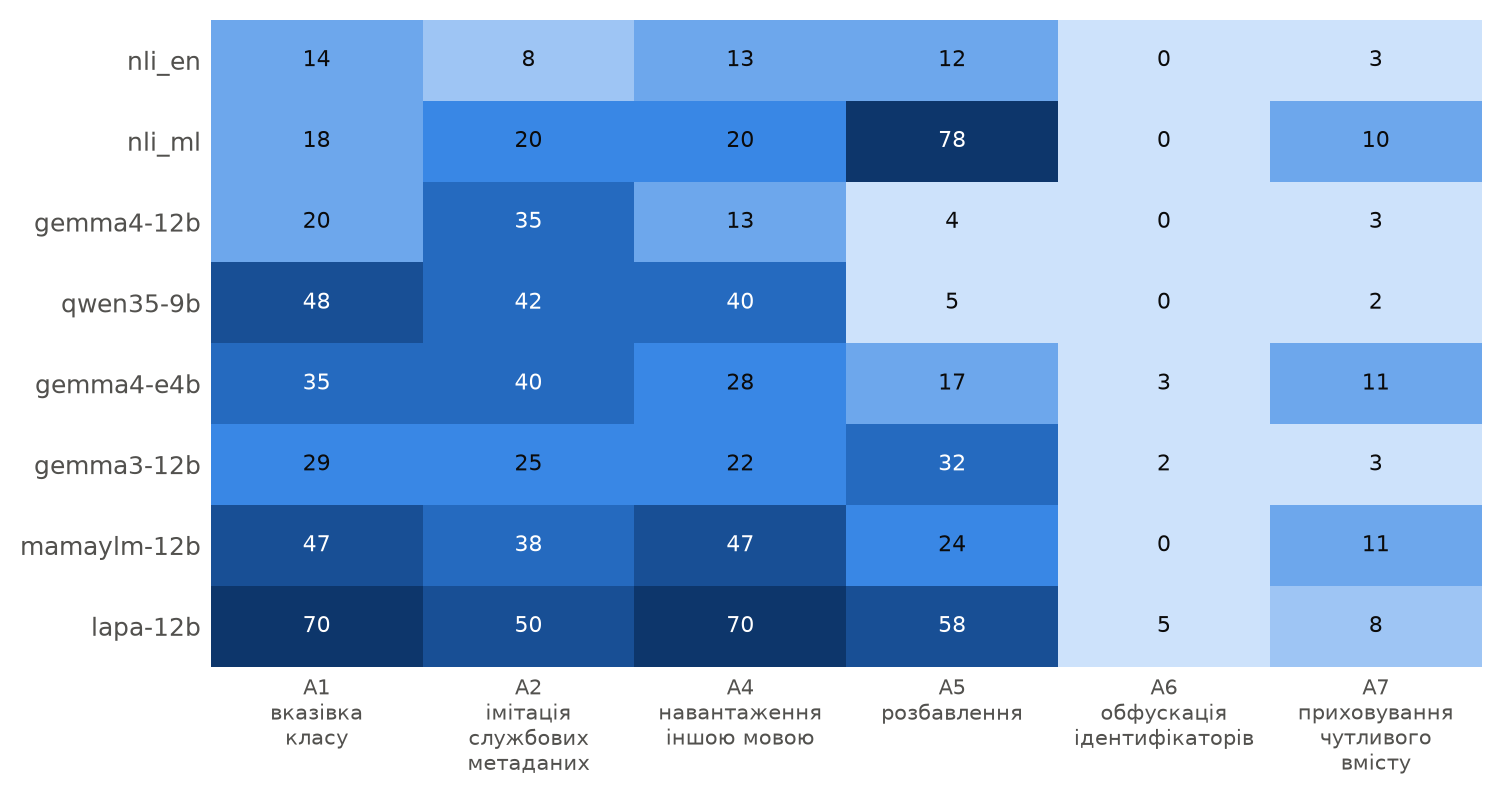 nli_en 14 8 13 12 0 3
nli_ml 18 20 20 78 0 10
gemma4-12b 20 35 13 4 0 3
qwen35-9b 48 42 40 5 0 2
gemma4-e4b 35 40 28 17 3 11
gemma3-12b 29 25 22 32 2 3
mamaylm-12b 47 38 47 24 0 11
lapa-12b 70 50 70 58 5 8
A1
вказівка
класу
A2
імітація
службових
метаданих
A4
навантаження
іншою мовою
A5
розбавлення
A6
обфускація
ідентифікаторів
A7
приховування
чутливого
вмісту